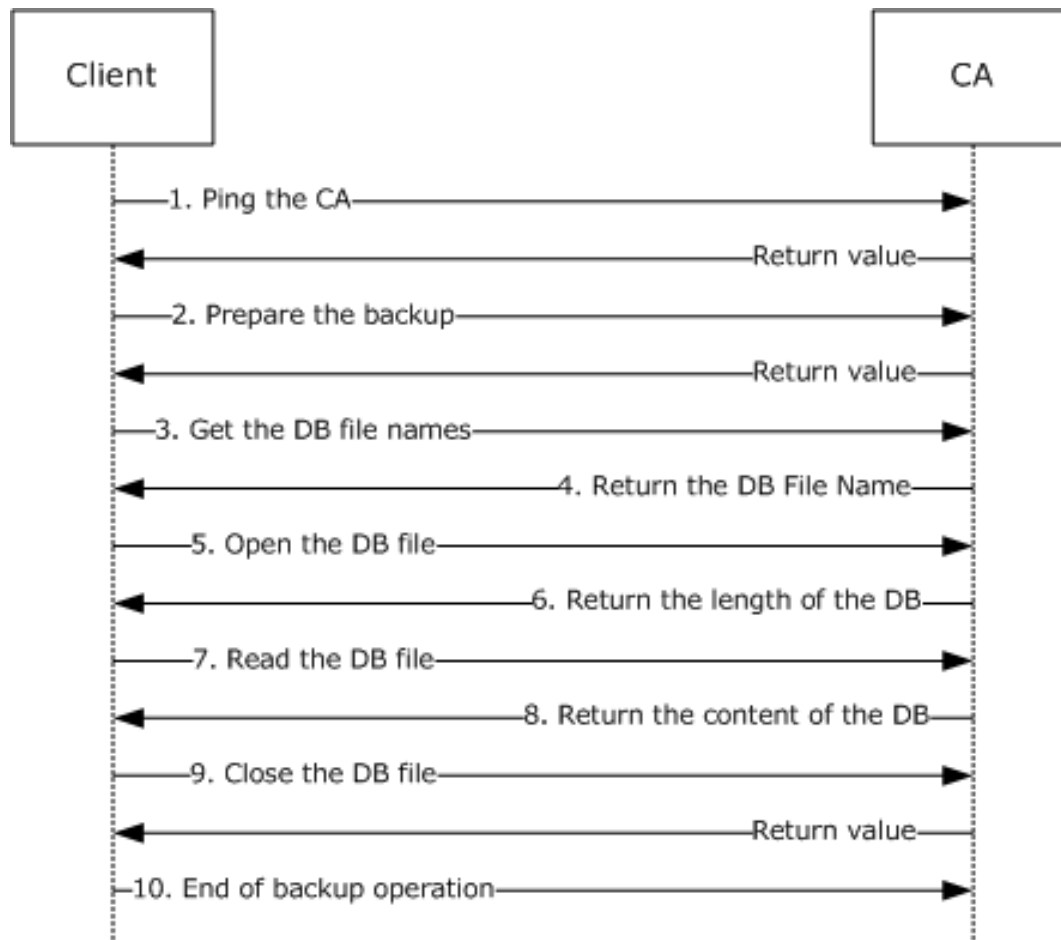 Client
CA
1. Ping the CA
Return value
2. Prepare the backup
Return value
3. Get the DB file names
4. Return the DB File Name
5. Open the DB file
6. Return the length of the DB
7. Read the DB file
8. Return the content of the DB
9. Close the DB file
Return value
10. End of backup operation